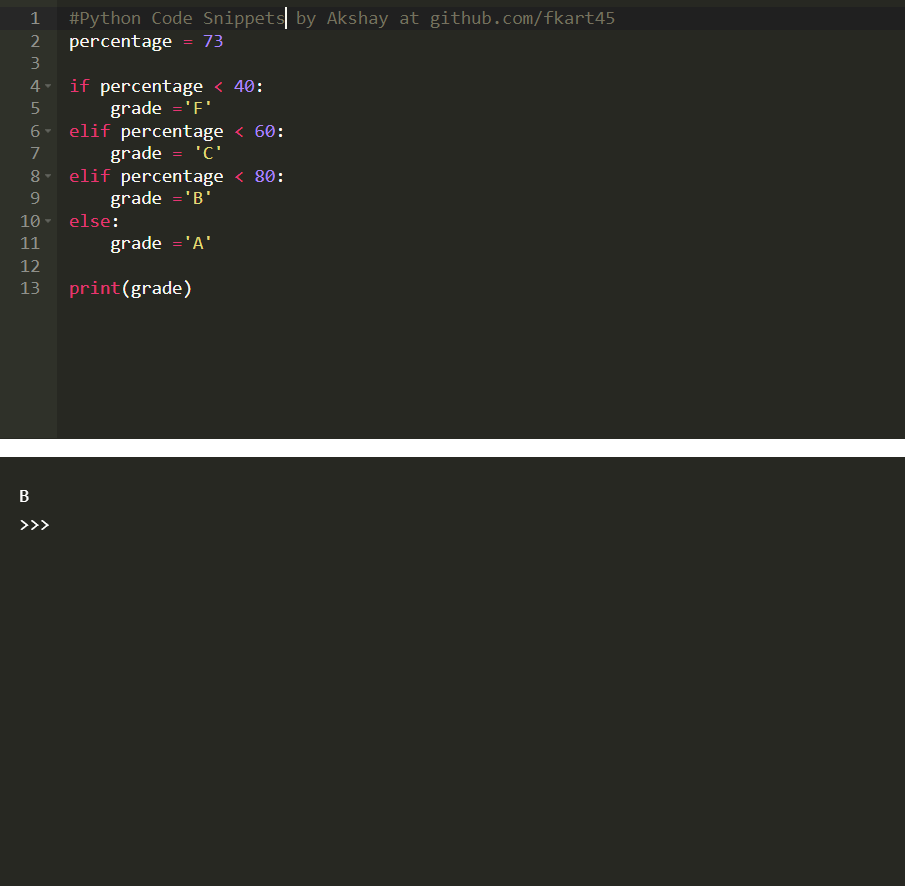 1 #Python Code Snippets by Akshay at github.com/fkart45
2 percentage = 73
3
4 if percentage < 40:
5     grade ='F'
6 elif percentage < 60:
7     grade = 'C'
8 elif percentage < 80:
9     grade ='B'
10 else:
11     grade ='A'
12
13 print(grade)
B
>>>